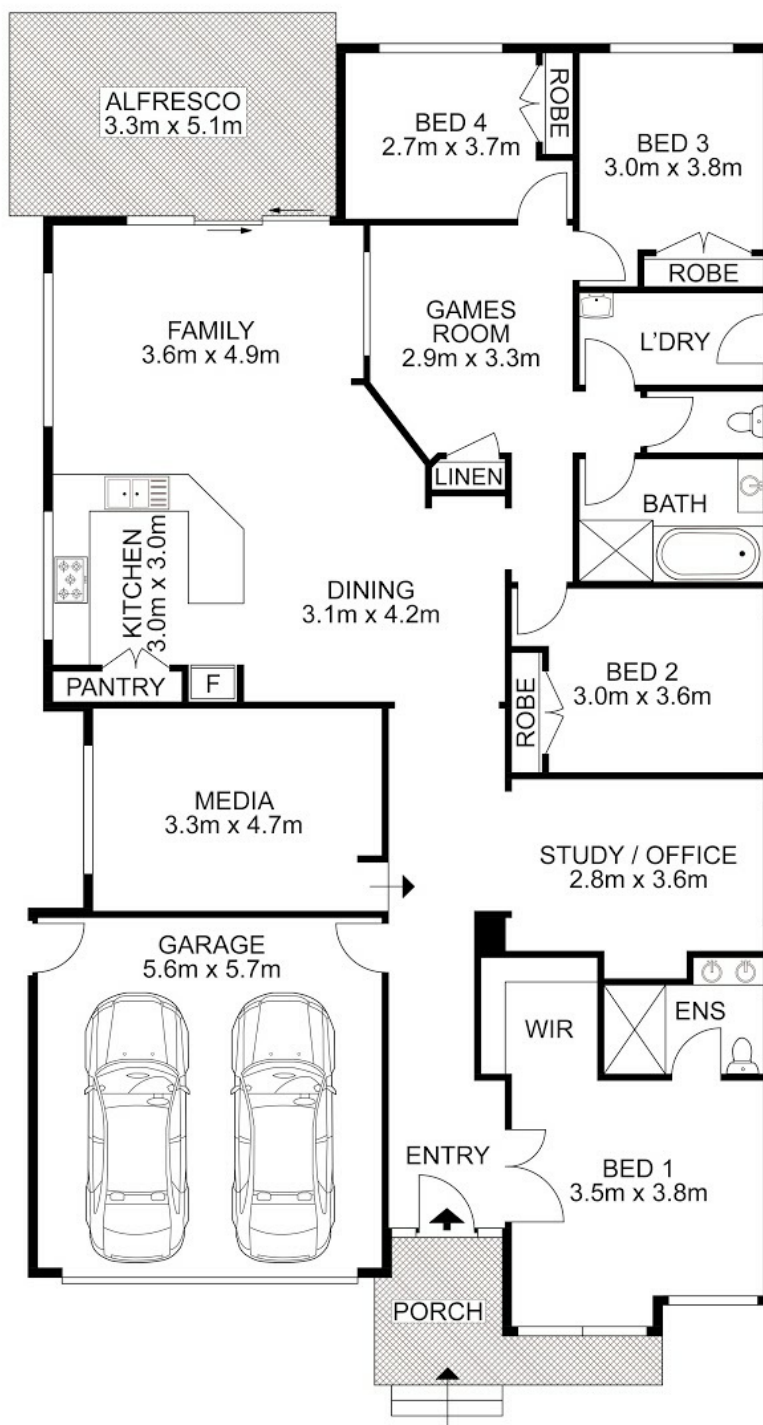 ALFRESCO
3.3m x 5.1m
BED 4
2.7m x 3.7m
ROBE
BED 3
3.0m x 3.8m
ROBE
FAMILY
3.6m x 4.9m
GAMES
ROOM
2.9m x 3.3m
L'DRY
LINEN
BATH
KITCHEN
3.0m x 3.0m
DINING
3.1m x 4.2m
PANTRY
F
ROBE
BED 2
3.0m x 3.6m
MEDIA
3.3m x 4.7m
STUDY / OFFICE
2.8m x 3.6m
GARAGE
5.6m x 5.7m
WIR
ENS
ENTRY
BED 1
3.5m x 3.8m
PORCH